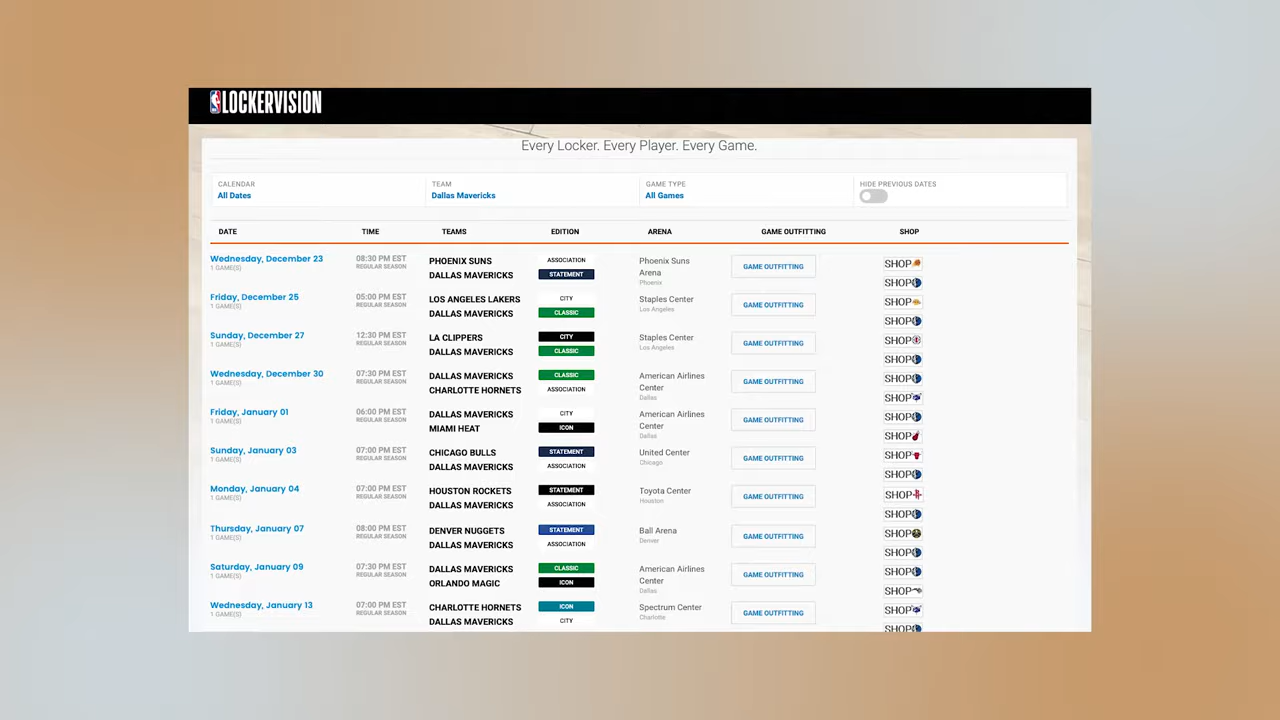 LOCKERVISION
Every Locker. Every Player. Every Game.
CALENDAR TEAM GAME TYPE HIDE PREVIOUS DATES
All Dates Dallas Mavericks All Games
DATE TIME TEAMS EDITION ARENA GAME OUTFITTING SHOP
Wednesday, December 23 08:30 PM EST PHOENIX SUNS ASSOCIATION Phoenix Suns Arena GAME OUTFITTING SHOP
1 GAME(S) REGULAR SEASON DALLAS MAVERICKS STATEMENT Phoenix SHOP
Friday, December 25 05:00 PM EST LOS ANGELES LAKERS CITY Staples Center GAME OUTFITTING SHOP
1 GAME(S) REGULAR SEASON DALLAS MAVERICKS CLASSIC Los Angeles SHOP
Sunday, December 27 12:30 PM EST LA CLIPPERS CITY Staples Center GAME OUTFITTING SHOP
1 GAME(S) REGULAR SEASON DALLAS MAVERICKS CLASSIC Los Angeles SHOP
Wednesday, December 30 07:30 PM EST DALLAS MAVERICKS CLASSIC American Airlines Center GAME OUTFITTING SHOP
1 GAME(S) REGULAR SEASON CHARLOTTE HORNETS ASSOCIATION Dallas SHOP
Friday, January 01 06:00 PM EST DALLAS MAVERICKS CITY American Airlines Center GAME OUTFITTING SHOP
1 GAME(S) REGULAR SEASON MIAMI HEAT ICON Dallas SHOP
Sunday, January 03 07:00 PM EST CHICAGO BULLS STATEMENT United Center GAME OUTFITTING SHOP
1 GAME(S) REGULAR SEASON DALLAS MAVERICKS ASSOCIATION Chicago SHOP
Monday, January 04 07:00 PM EST HOUSTON ROCKETS STATEMENT Toyota Center GAME OUTFITTING SHOP
1 GAME(S) REGULAR SEASON DALLAS MAVERICKS ASSOCIATION Houston SHOP
Thursday, January 07 08:00 PM EST DENVER NUGGETS STATEMENT Ball Arena GAME OUTFITTING SHOP
1 GAME(S) REGULAR SEASON DALLAS MAVERICKS ASSOCIATION Denver SHOP
Saturday, January 09 07:30 PM EST DALLAS MAVERICKS CLASSIC American Airlines Center GAME OUTFITTING SHOP
1 GAME(S) REGULAR SEASON ORLANDO MAGIC ICON Dallas SHOP
Wednesday, January 13 07:00 PM EST CHARLOTTE HORNETS ICON Spectrum Center GAME OUTFITTING SHOP
1 GAME(S) REGULAR SEASON DALLAS MAVERICKS CITY Charlotte SHOP